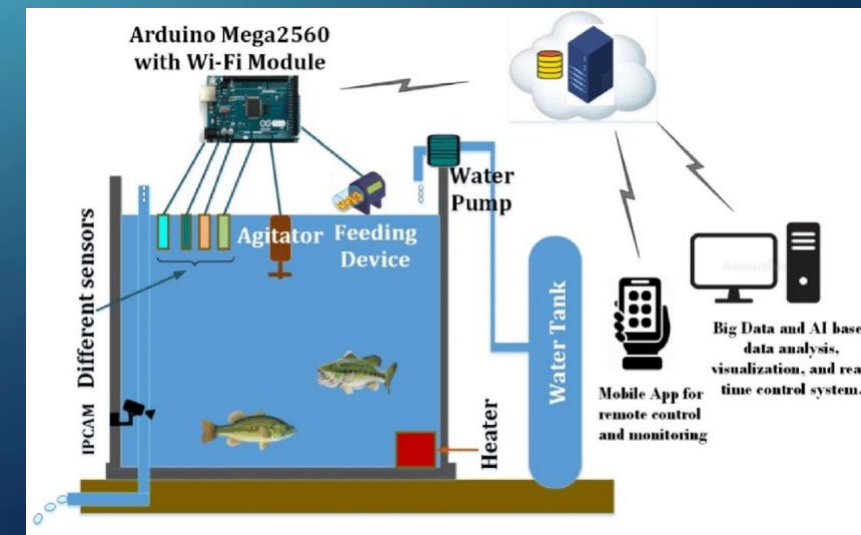 Arduino Mega2560
with Wi-Fi Module
Water
Pump
Agitator
Feeding
Device
Different sensors
IPCAM
Heater
Water Tank
Mobile App for
remote control
and monitoring
Big Data and AI base
data analysis,
visualization, and rea
time control system.